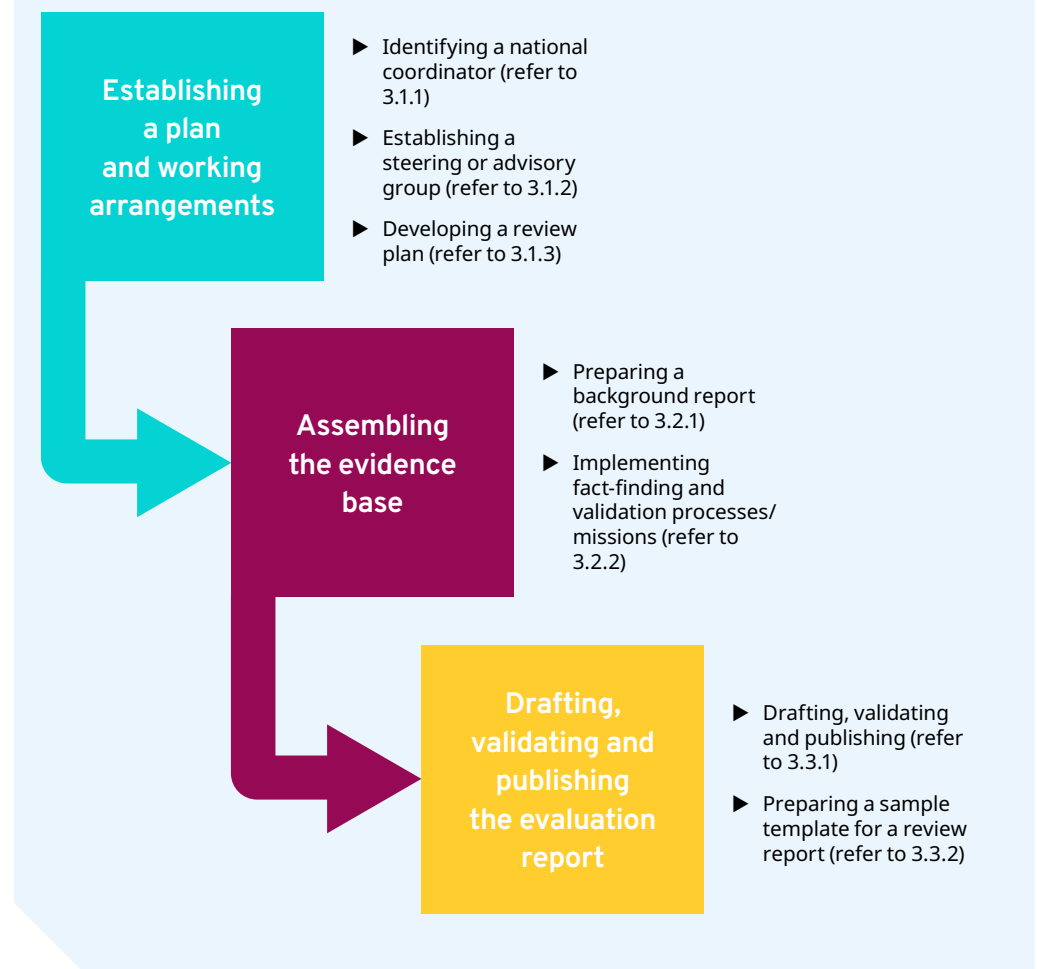 Establishing
a plan
and working
arrangements
▶ Identifying a national
coordinator (refer to
3.1.1)
▶ Establishing a
steering or advisory
group (refer to 3.1.2)
▶ Developing a review
plan (refer to 3.1.3)
Assembling
the evidence
base
▶ Preparing a
background report
(refer to 3.2.1)
▶ Implementing
fact-finding and
validation processes/
missions (refer to
3.2.2)
Drafting,
validating and
publishing
the evaluation
report
▶ Drafting, validating
and publishing (refer
to 3.3.1)
▶ Preparing a sample
template for a review
report (refer to 3.3.2)